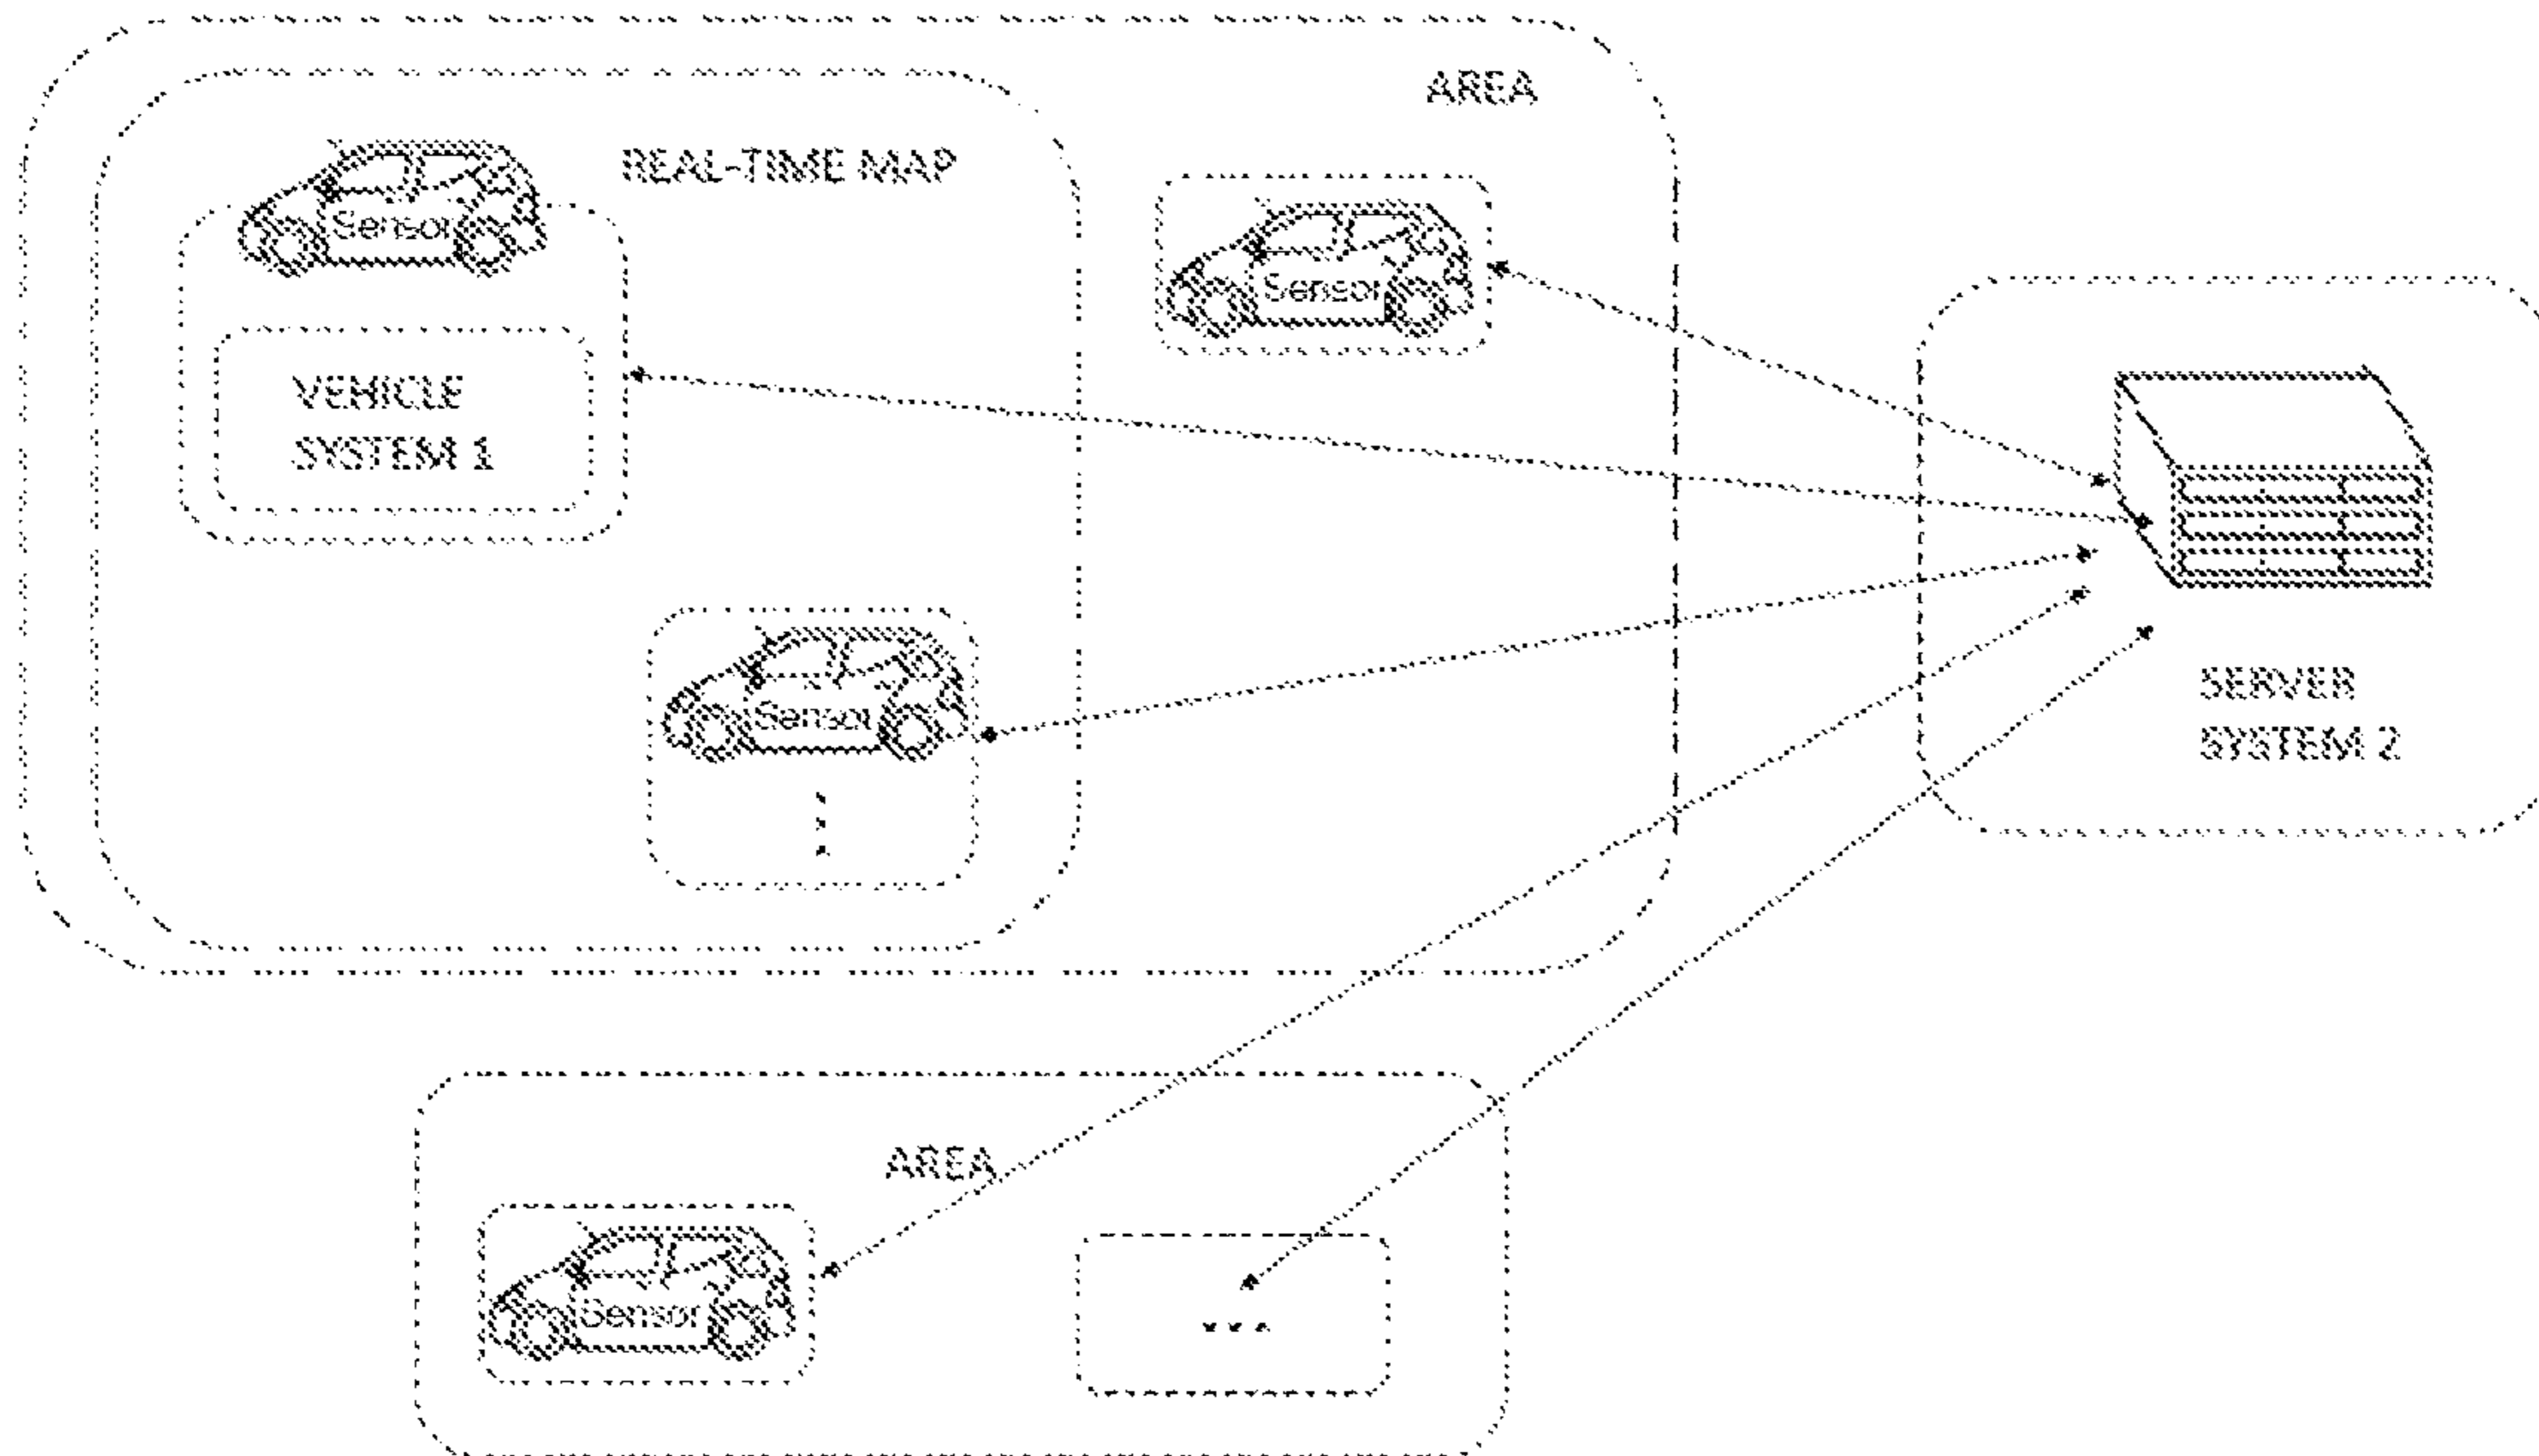 AREA
REAL-TIME MAP
Sensor
Sensor
VEHICLE
SYSTEM 1
Sensor
SERVER
SYSTEM 2
AREA
Sensor
...